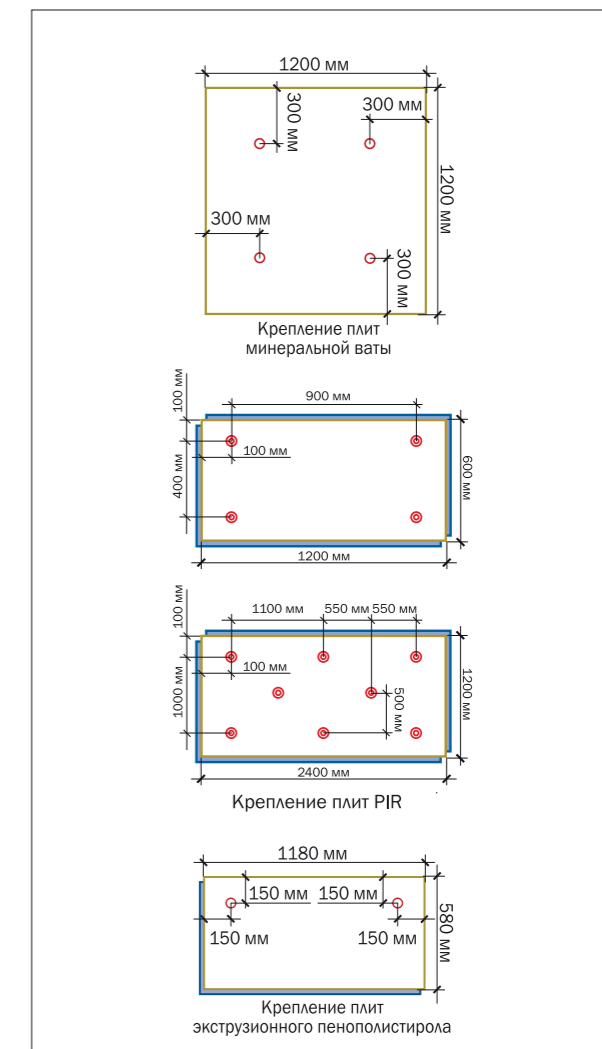 1200 мм
300 мм
300 мм
1200 мм
300 мм
300 мм
Крепление плит
минеральной ваты
100 мм
900 мм
100 мм
400 мм
600 мм
1200 мм
100 мм
1100 мм
550 мм
550 мм
100 мм
1000 мм
500 мм
1200 мм
2400 мм
Крепление плит PIR
1180 мм
150 мм
150 мм
580 мм
150 мм
150 мм
Крепление плит
экструзионного пенополистирола